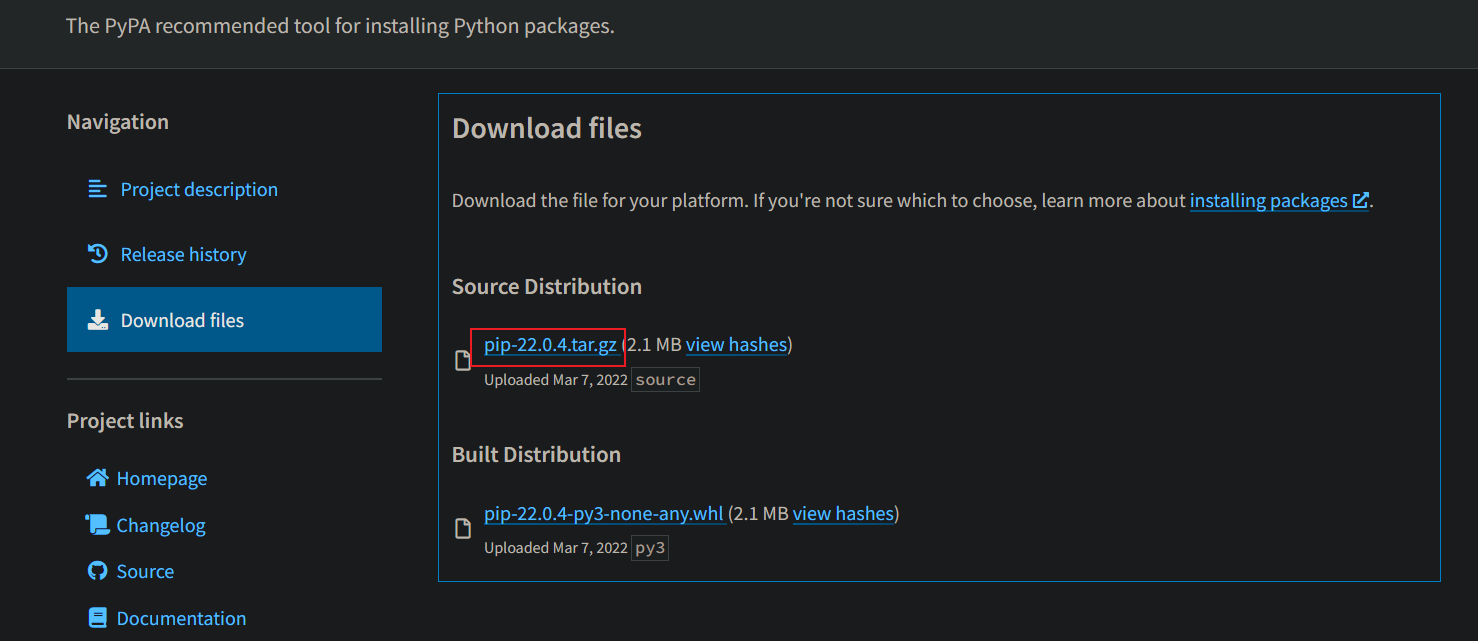 The PyPA recommended tool for installing Python packages.
Navigation
Project description
Release history
Download files
Project links
Homepage
Changelog
Source
Documentation
Download files
Download the file for your platform. If you're not sure which to choose, learn more about installing packages.
Source Distribution
pip-22.0.4.tar.gz (2.1 MB view hashes)
Uploaded Mar 7, 2022 source
Built Distribution
pip-22.0.4-py3-none-any.whl (2.1 MB view hashes)
Uploaded Mar 7, 2022 py3